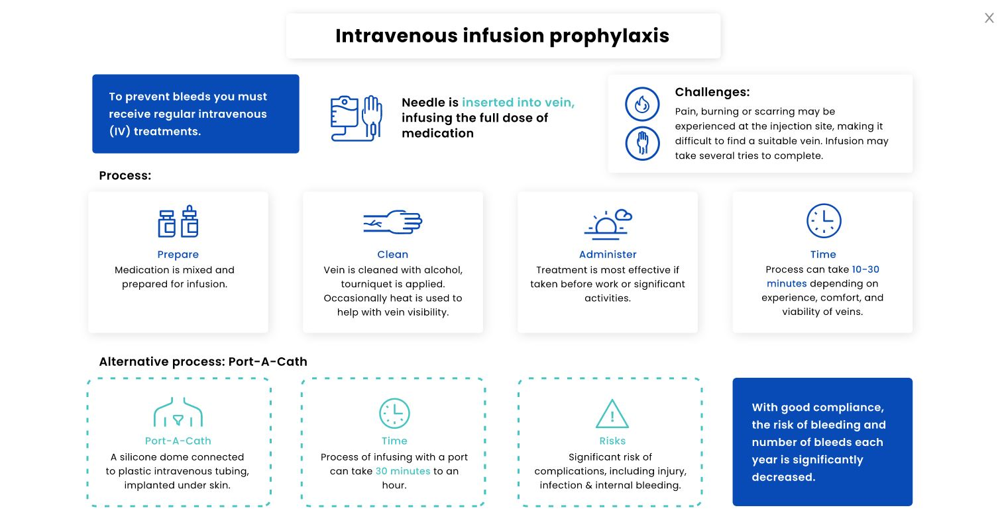 Intravenous infusion prophylaxis
X
To prevent bleeds you must
receive regular intravenous
(IV) treatments.
Needle is inserted into vein,
infusing the full dose of
medication
Challenges:
Pain, burning or scarring may be
experienced at the injection site, making it
difficult to find a suitable vein. Infusion may
take several tries to complete.
Process:
Prepare
Medication is mixed and
prepared for infusion.
Clean
Vein is cleaned with alcohol,
tourniquet is applied.
Occasionally heat is used to
help with vein visibility.
Administer
Treatment is most effective if
taken before work or significant
activities.
Time
Process can take 10-30
minutes depending on
experience, comfort, and
viability of veins.
Alternative process: Port-A-Cath
Port-A-Cath
A silicone dome connected
to plastic intravenous tubing,
implanted under skin.
Time
Process of infusing with a port
can take 30 minutes to an
hour.
Risks
Significant risk of
complications, including injury,
infection & internal bleeding.
With good compliance,
the risk of bleeding and
number of bleeds each
year is significantly
decreased.